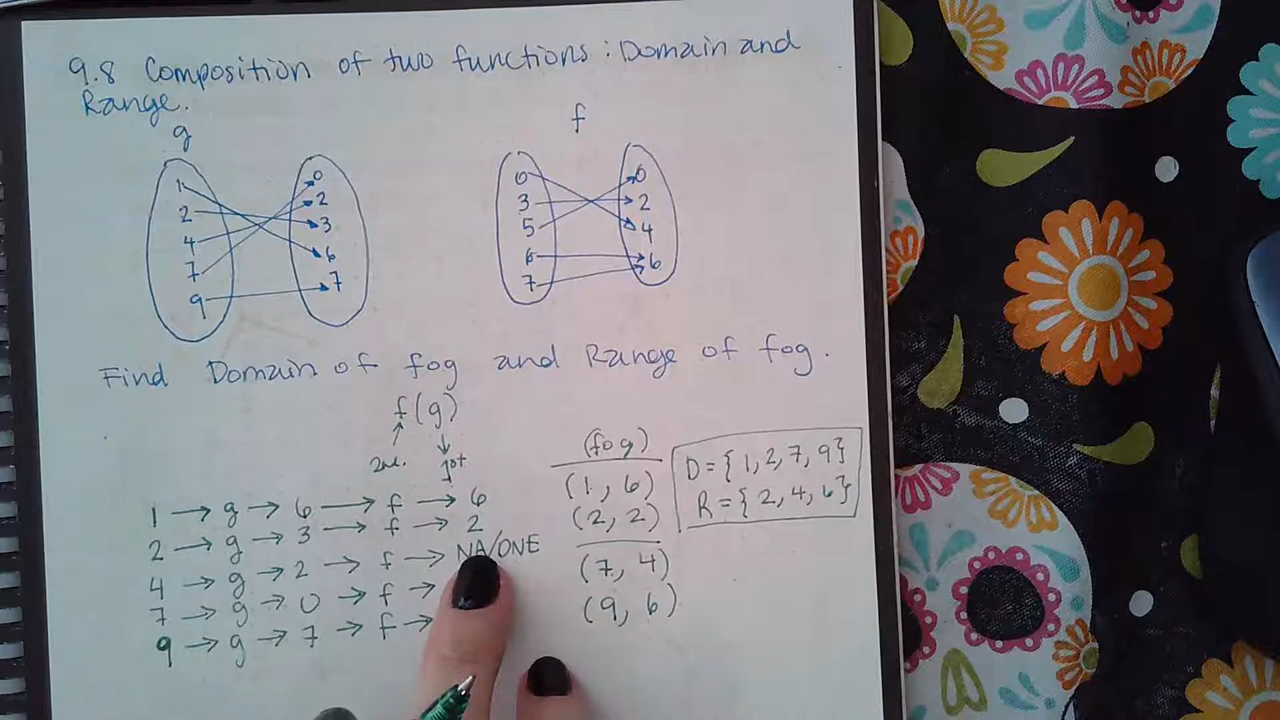 9.8 Composition of two functions: Domain and
Range.
g
f
1
2
4
7
9
0
2
3
6
7
0
3
5
6
7
0
2
4
6
Find Domain of fog and Range of fog.
f(g)
2nd. 1st
1 → g → 6 → f → 6
2 → g → 3 → f → 2
4 → g → 2 → f → NA/DNE
7 → g → 0 → f →
9 → g → 7 → f →
(fog)
(1, 6)
(2, 2)
(7, 4)
(9, 6)
D = {1, 2, 7, 9}
R = {2, 4, 6}